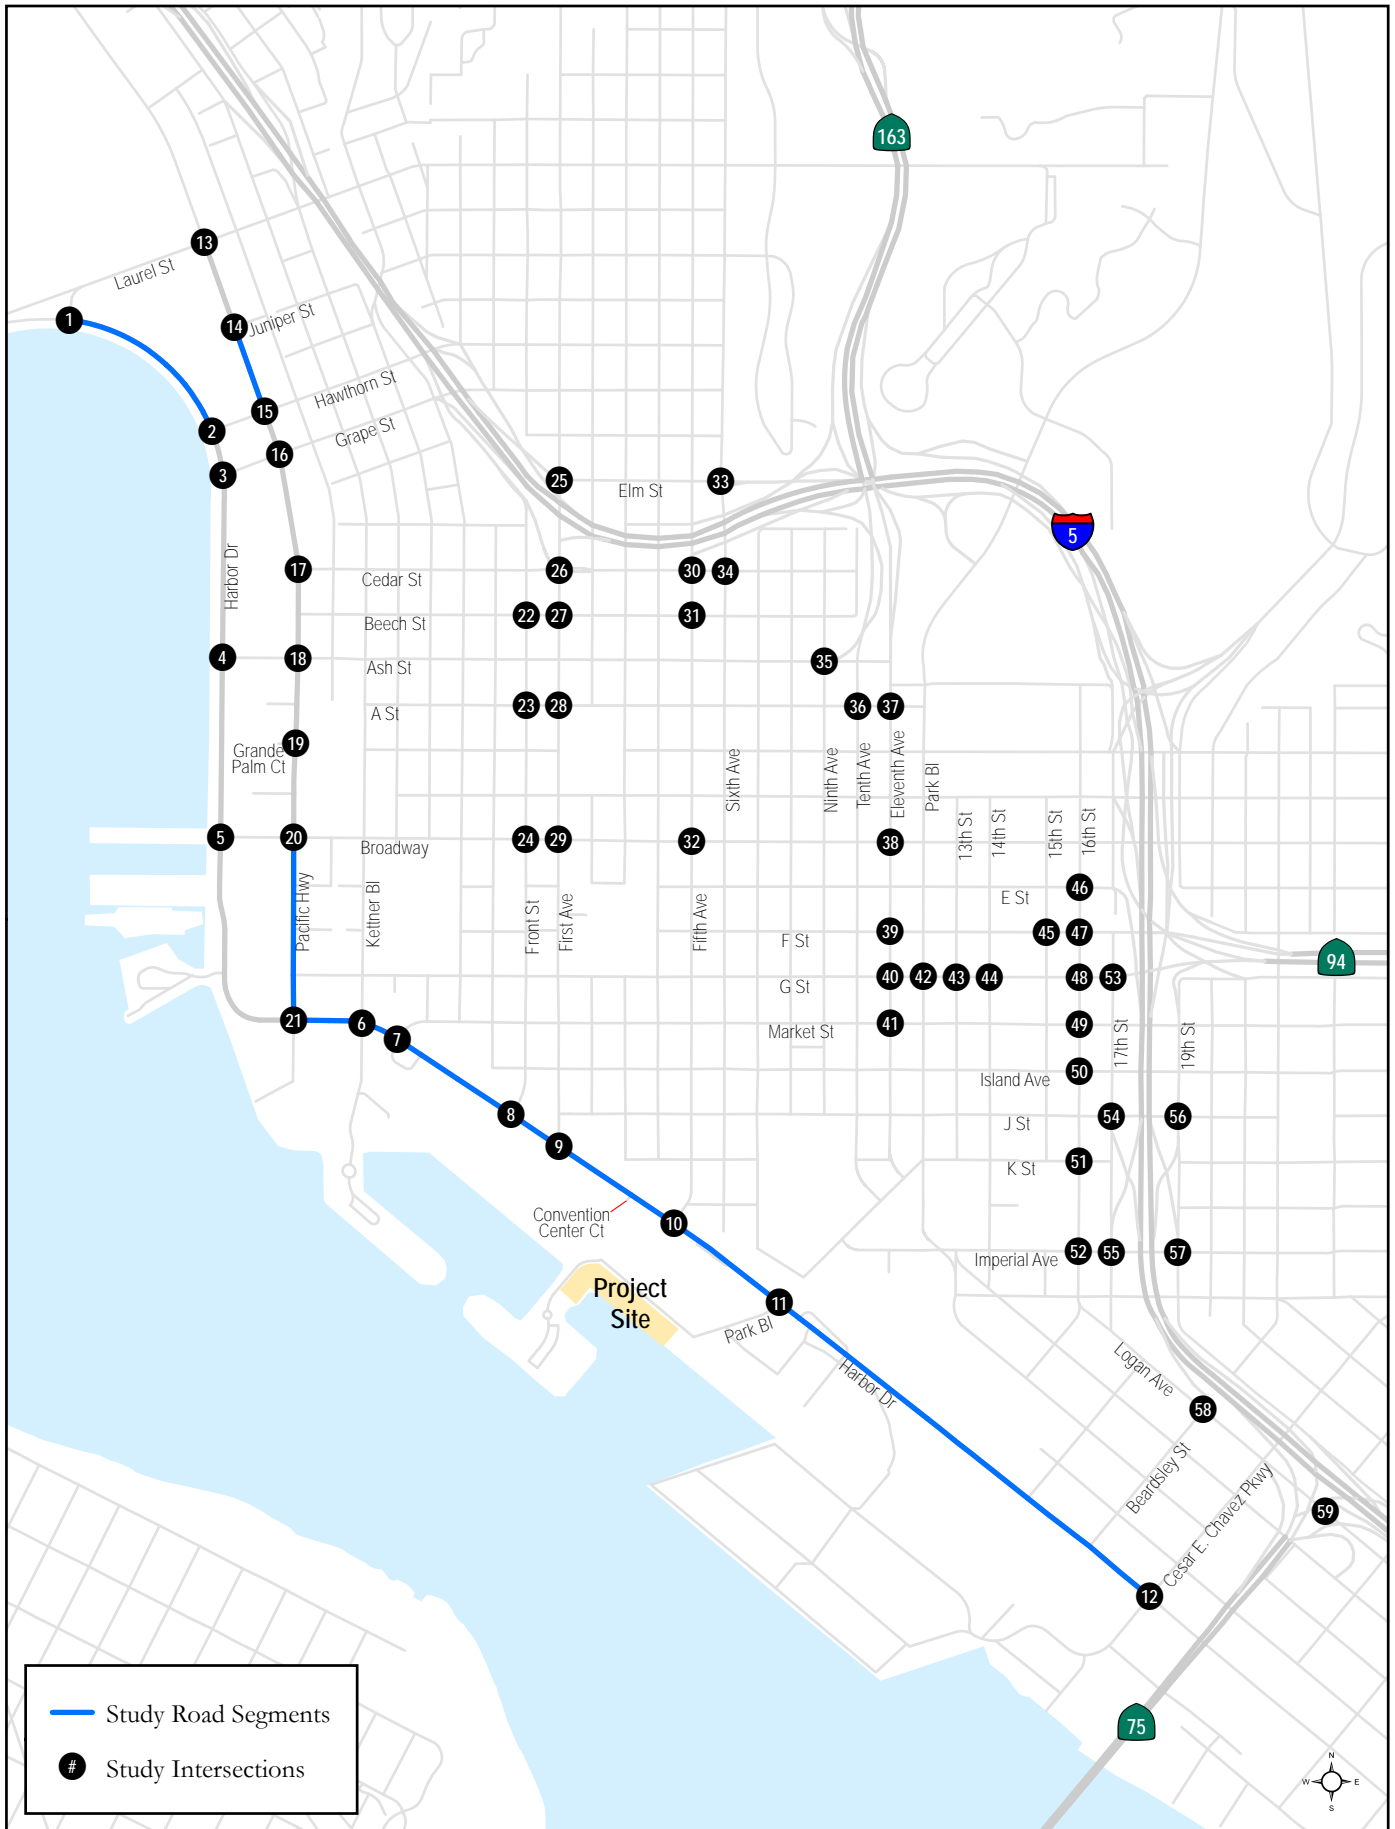 163
13
Laurel St
1
14
Juniper St
Hawthorn St
15
2
Grape St
16
3
25
Elm St
33
5
Harbor Dr
17
Cedar St
26
30
34
Beech St
22
27
31
4
18
Ash St
35
A St
23
28
36
37
19
Grande
Palm Ct
Sixth Ave
Ninth Ave
Tenth Ave
Eleventh Ave
Park Bl
13th St
14th St
15th St
16th St
5
20
Broadway
24
29
32
38
Pacific Hwy
Kettner Bl
Front St
First Ave
Fifth Ave
E St
46
F St
39
45
47
94
G St
40
42
43
44
48
53
21
6
7
Market St
41
49
17th St
19th St
Island Ave
50
8
J St
54
56
9
K St
51
Convention
Center Ct
10
Imperial Ave
52
55
57
Project
Site
11
Park Bl
Harbor Dr
Logan Ave
58
Beardsley St
Cesar E. Chavez Pkwy
59
12
75
Study Road Segments
# Study Intersections
N
W E
S